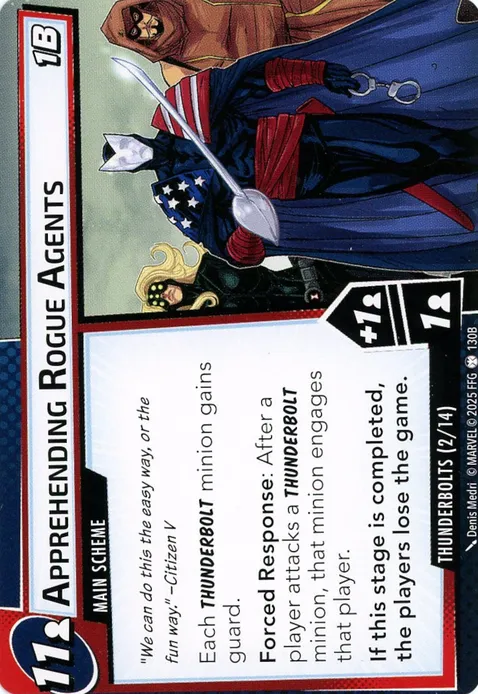 11
APPREHENDING ROGUE AGENTS
1B
MAIN SCHEME
"We can do this the easy way, or the
fun way." –Citizen V
Each THUNDERBOLT minion gains
guard.
Forced Response: After a
player attacks a THUNDERBOLT
minion, that minion engages
that player.
If this stage is completed,
the players lose the game.
+1
1
THUNDERBOLTS (2/14)
Denis Medri © MARVEL © 2025 FFG 130B